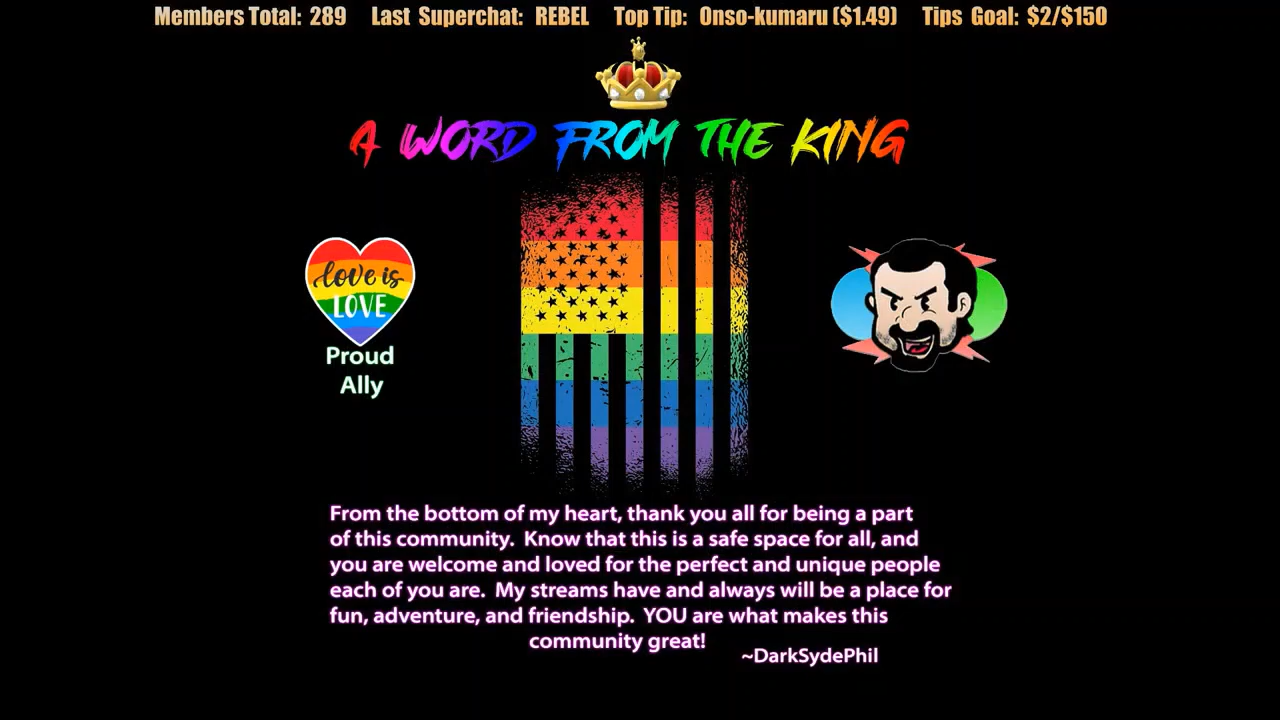 Members Total: 289 Last Superchat: REBEL Top Tip: Onso-kumaru ($1.49) Tips Goal: $2/$150
A WORD FROM THE KING
love is
LOVE
Proud
Ally
From the bottom of my heart, thank you all for being a part
of this community. Know that this is a safe space for all, and
you are welcome and loved for the perfect and unique people
each of you are. My streams have and always will be a place for
fun, adventure, and friendship. YOU are what makes this
community great!
~DarkSydePhil